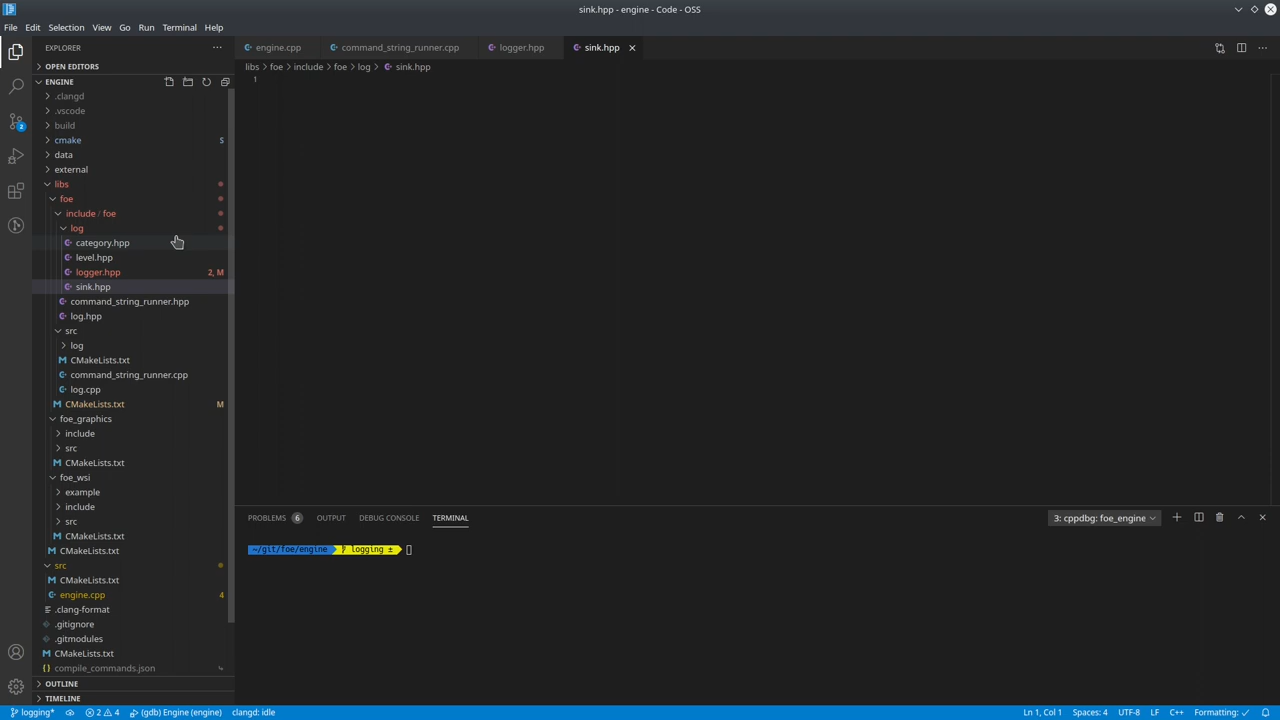 sink.hpp - engine - Code - OSS
File Edit Selection View Go Run Terminal Help
EXPLORER
OPEN EDITORS
ENGINE
.clangd
.vscode
build
cmake S
data
external
libs
foe
include / foe
log
category.hpp
level.hpp
logger.hpp 2, M
sink.hpp
command_string_runner.hpp
log.hpp
src
log
CMakeLists.txt
command_string_runner.cpp
log.cpp
CMakeLists.txt M
foe_graphics
include
src
CMakeLists.txt
foe_wsi
example
include
src
CMakeLists.txt
CMakeLists.txt
src
CMakeLists.txt
engine.cpp 4
.clang-format
.gitignore
.gitmodules
CMakeLists.txt
compile_commands.json
OUTLINE
TIMELINE
2
engine.cpp command_string_runner.cpp logger.hpp sink.hpp
libs > foe > include > foe > log > sink.hpp
1
PROBLEMS 6 OUTPUT DEBUG CONSOLE TERMINAL 3: cppdbg: foe_engine
~/git/foe/engine logging ±
logging* 2 4 (gdb) Engine (engine) clangd: idle Ln 1, Col 1 Spaces: 4 UTF-8 LF C++ Formatting: ✓